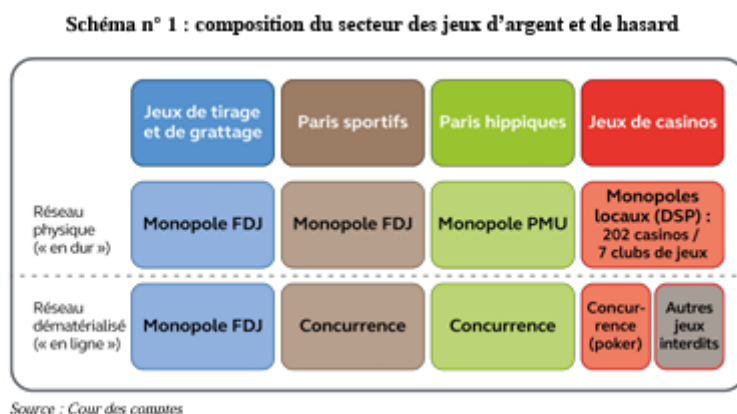 Schéma n° 1 : composition du secteur des jeux d'argent et de hasard
Jeux de tirage
et de grattage
Paris sportifs
Paris hippiques
Jeux de casinos
Réseau
physique
(« en dur »)
Monopole FDJ
Monopole FDJ
Monopole PMU
Monopoles
locaux (DSP) :
202 casinos /
7 clubs de jeux
Réseau
dématérialisé
(« en ligne »)
Monopole FDJ
Concurrence
Concurrence
Concur-
rence
(poker)
Autres
jeux
interdits
Source : Cour des comptes